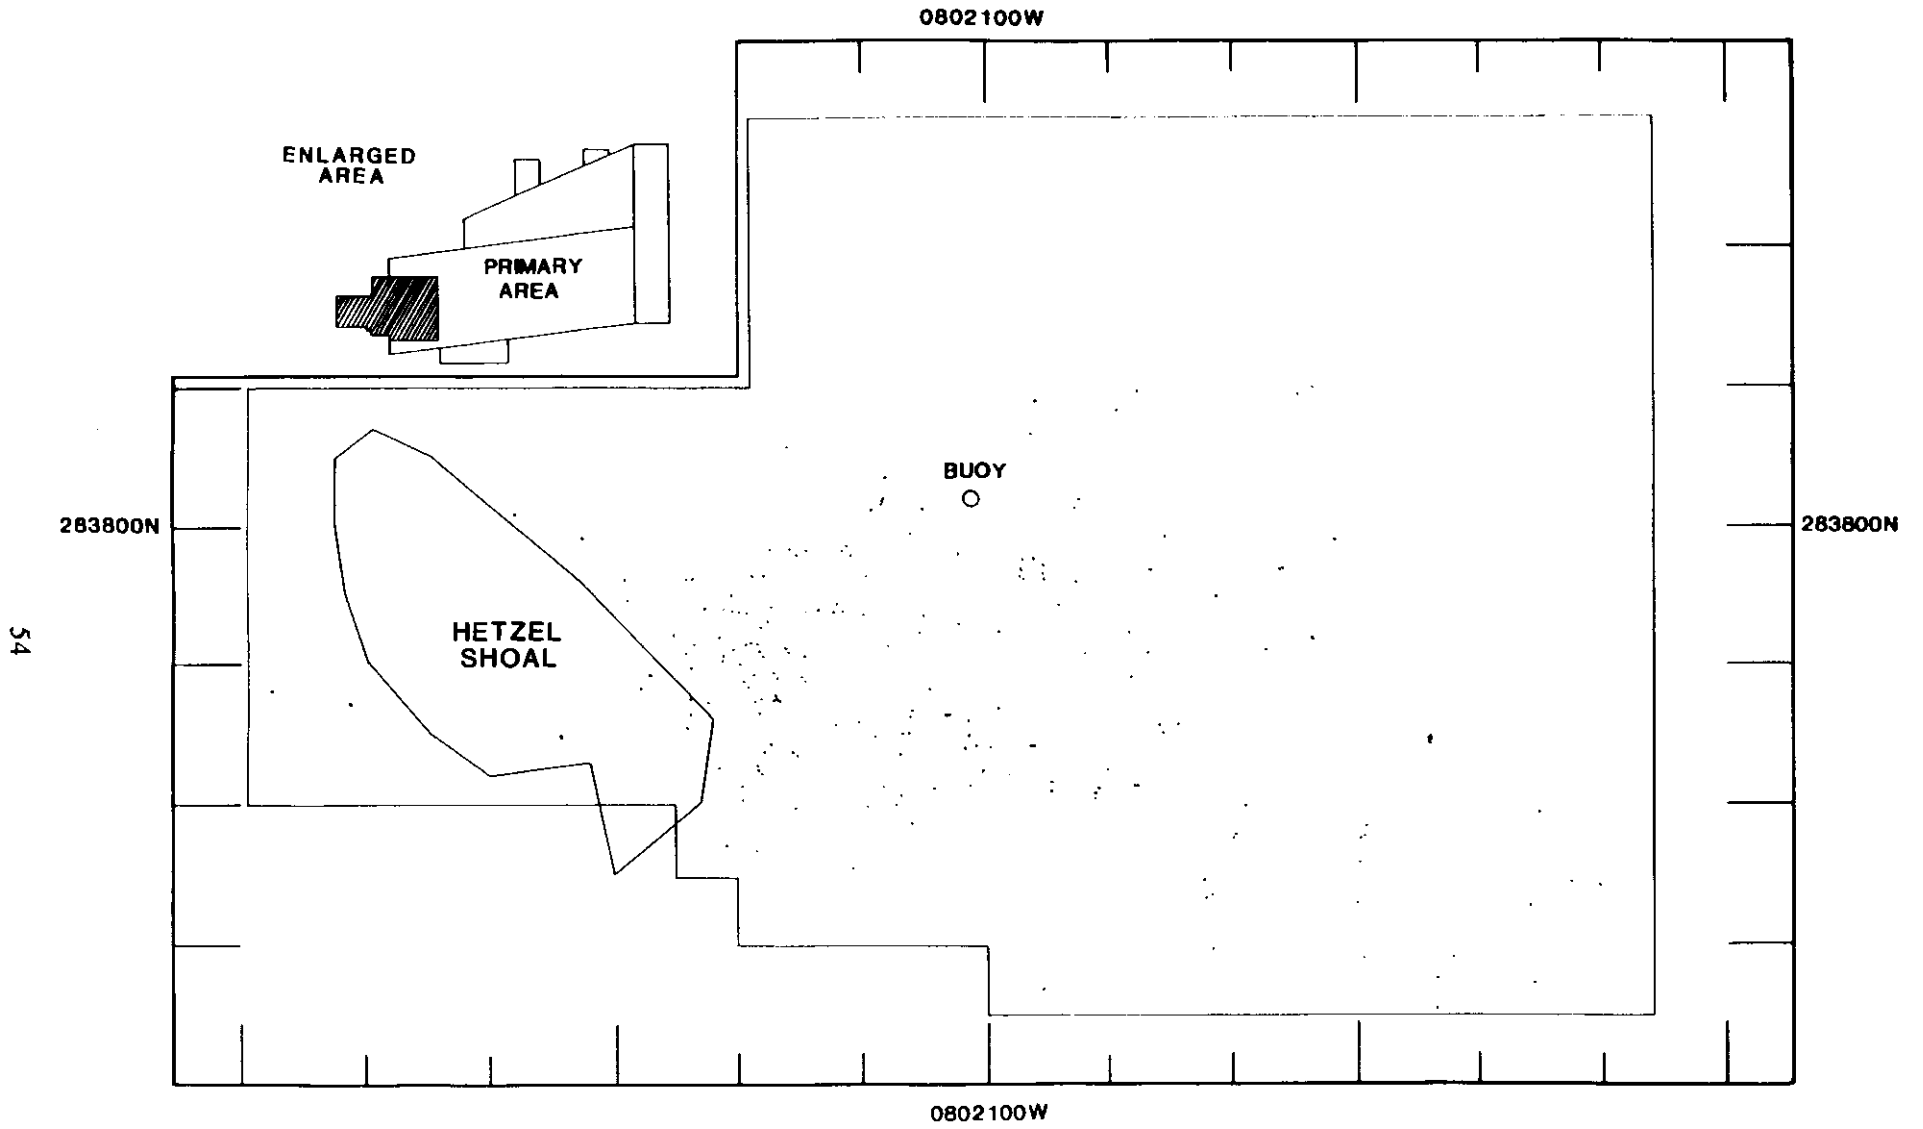 0802100W
ENLARGED
AREA
PRIMARY
AREA
BUOY
283800N
283800N
HETZEL
SHOAL
54
0802100W